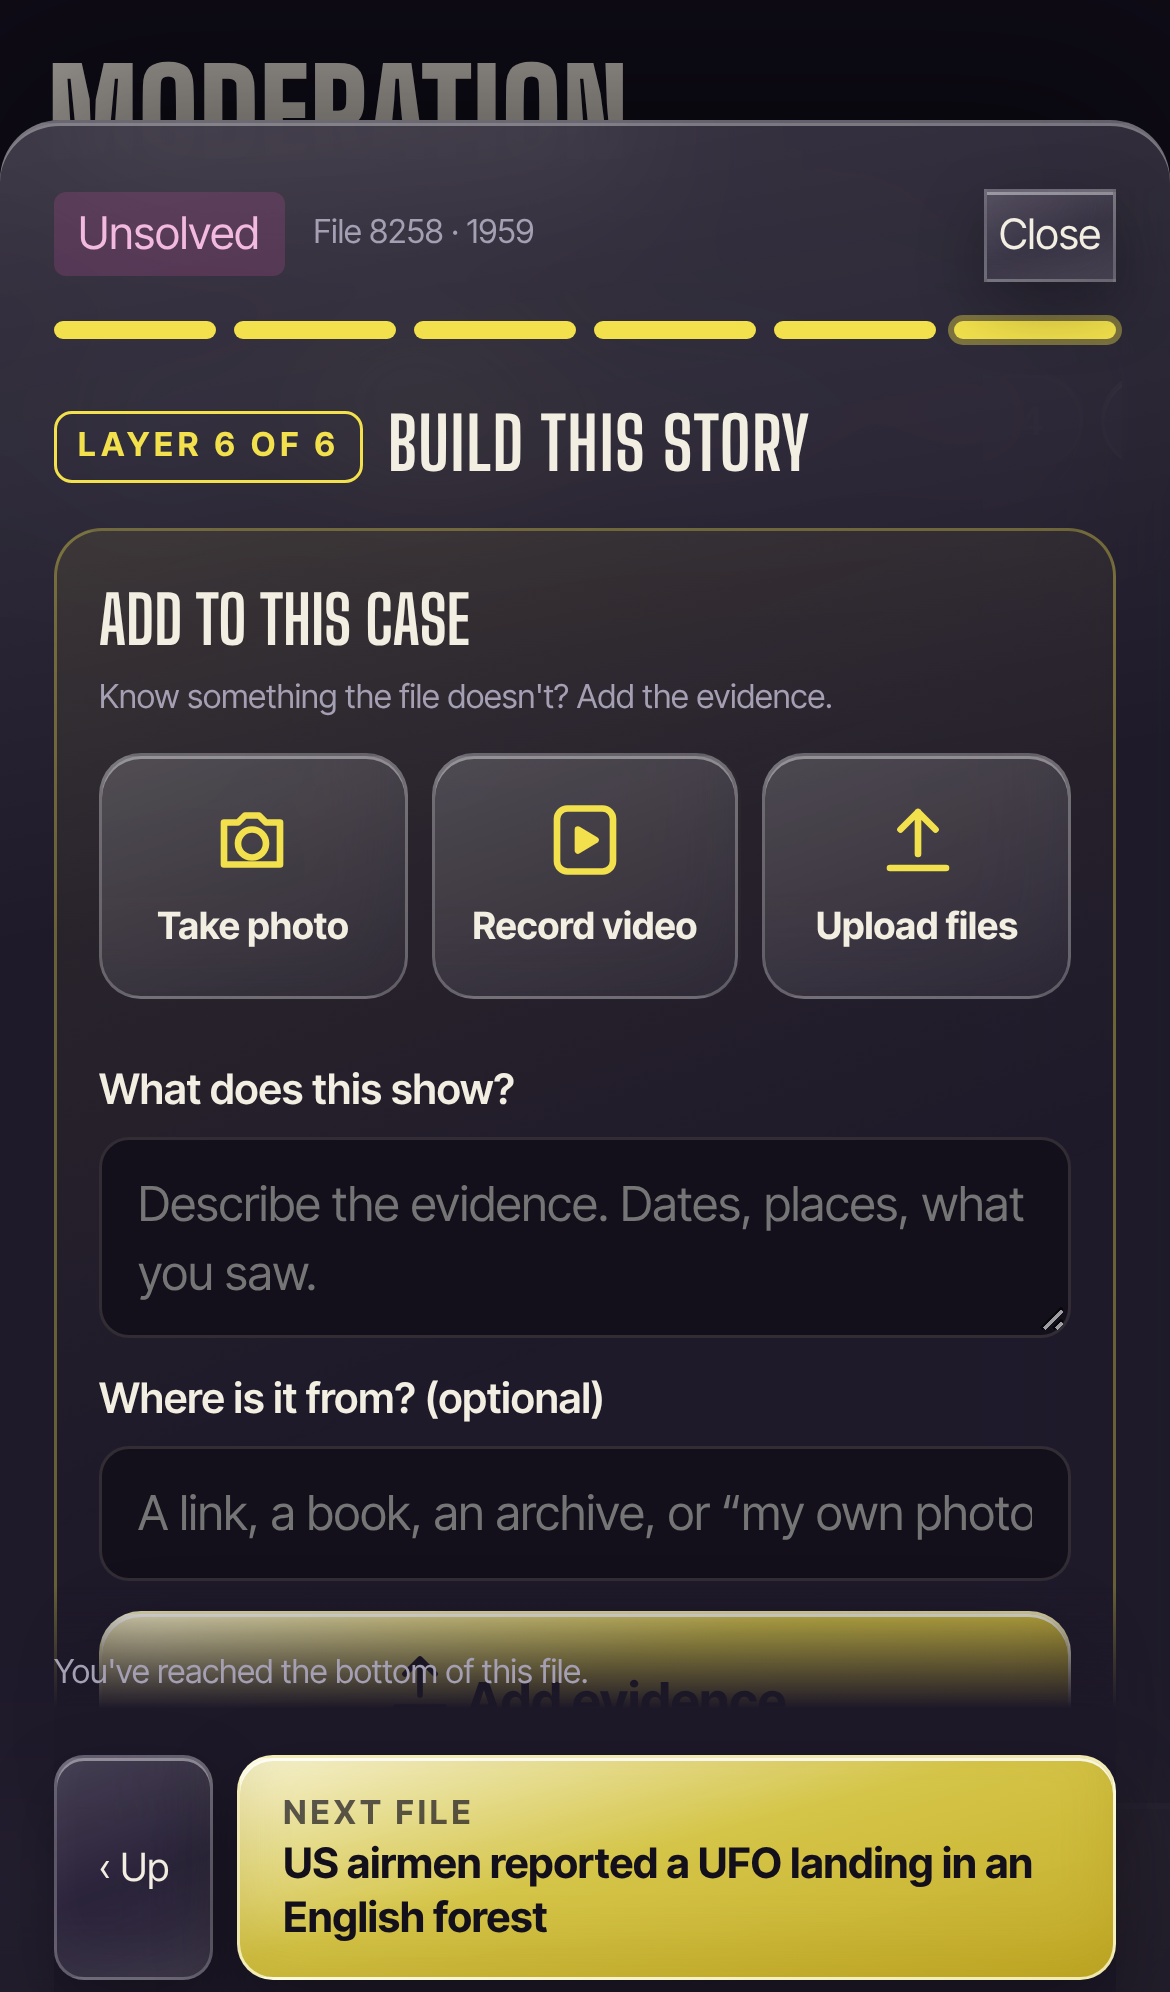 MODERATION
Unsolved
File 8258 · 1959
Close
LAYER 6 OF 6
BUILD THIS STORY
ADD TO THIS CASE
Know something the file doesn't? Add the evidence.
Take photo
Record video
Upload files
What does this show?
Describe the evidence. Dates, places, what
you saw.
Where is it from? (optional)
A link, a book, an archive, or “my own photo
You've reached the bottom of this file.
Add evidence
‹ Up
NEXT FILE
US airmen reported a UFO landing in an
English forest